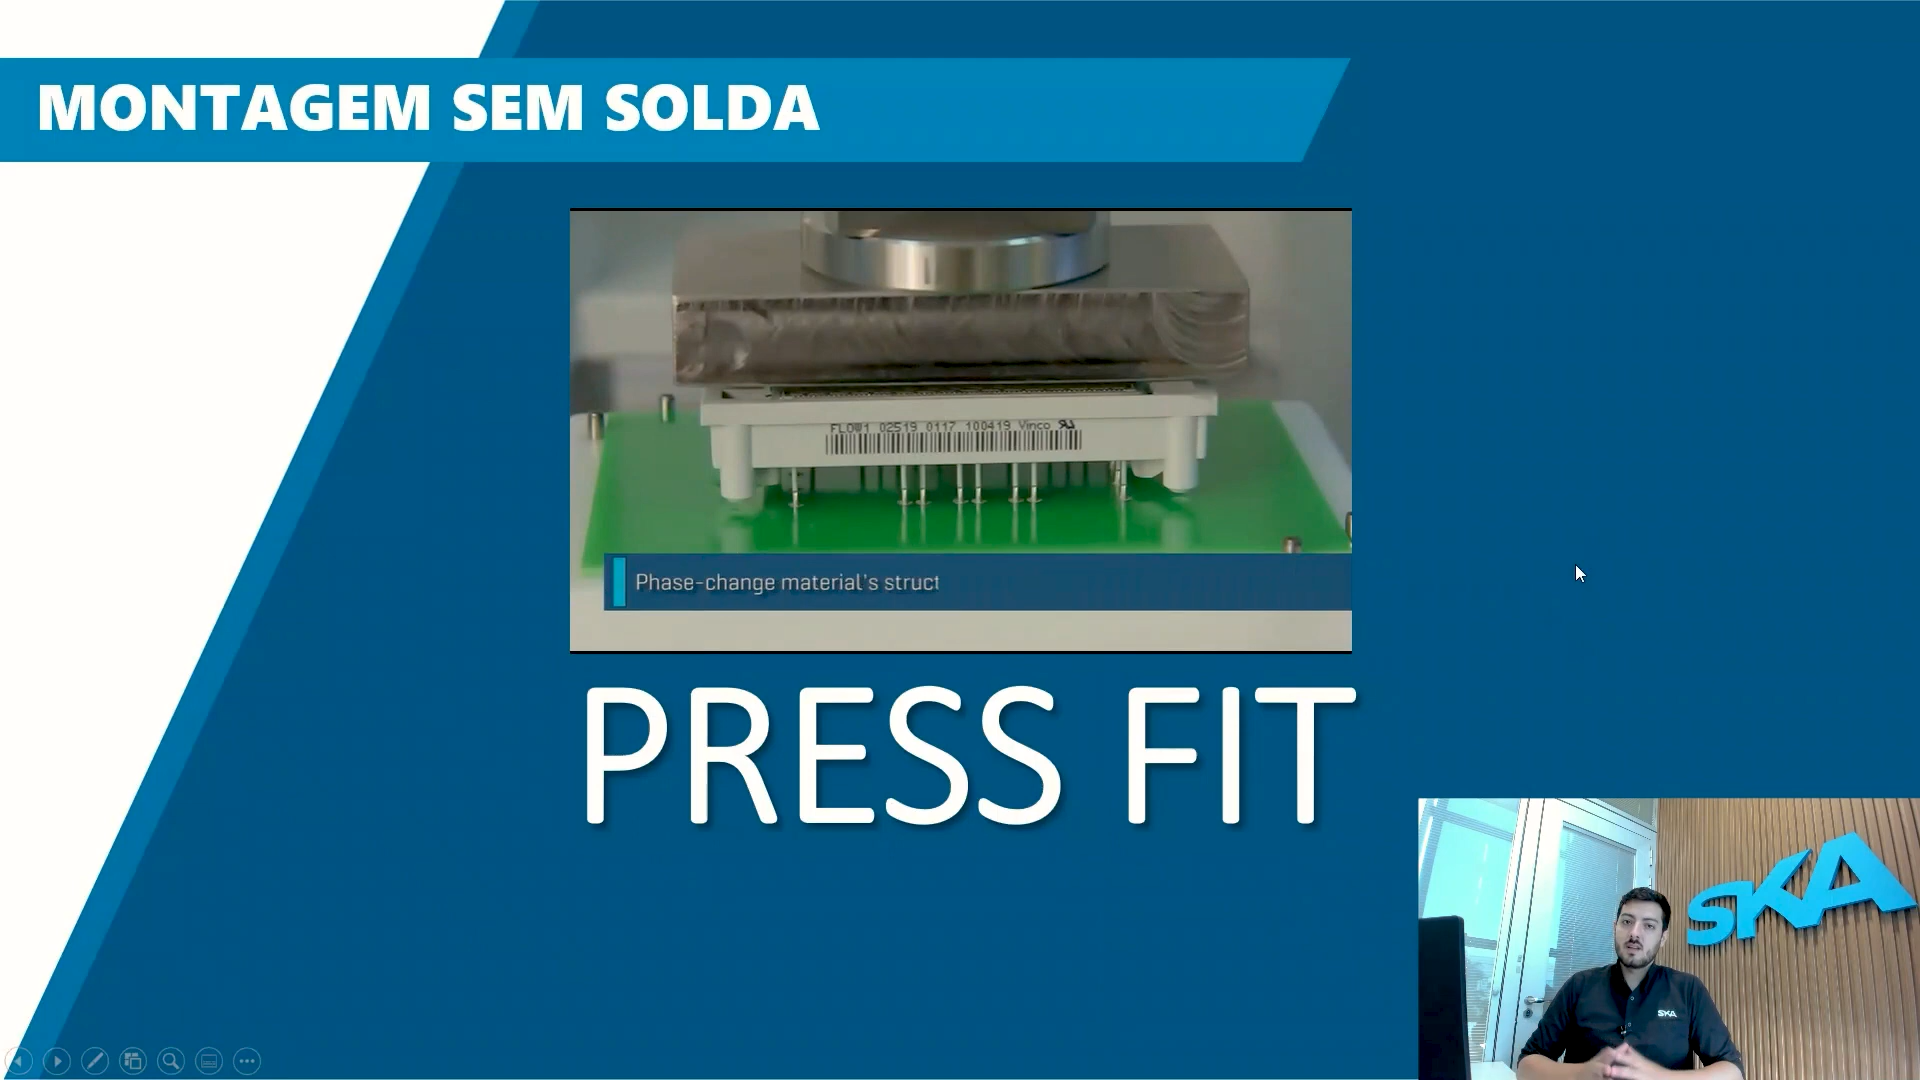 MONTAGEM SEM SOLDA
FLOW1 02519 0117 100419 Vinco
Phase-change material's struct
PRESS FIT
SKA
SKA